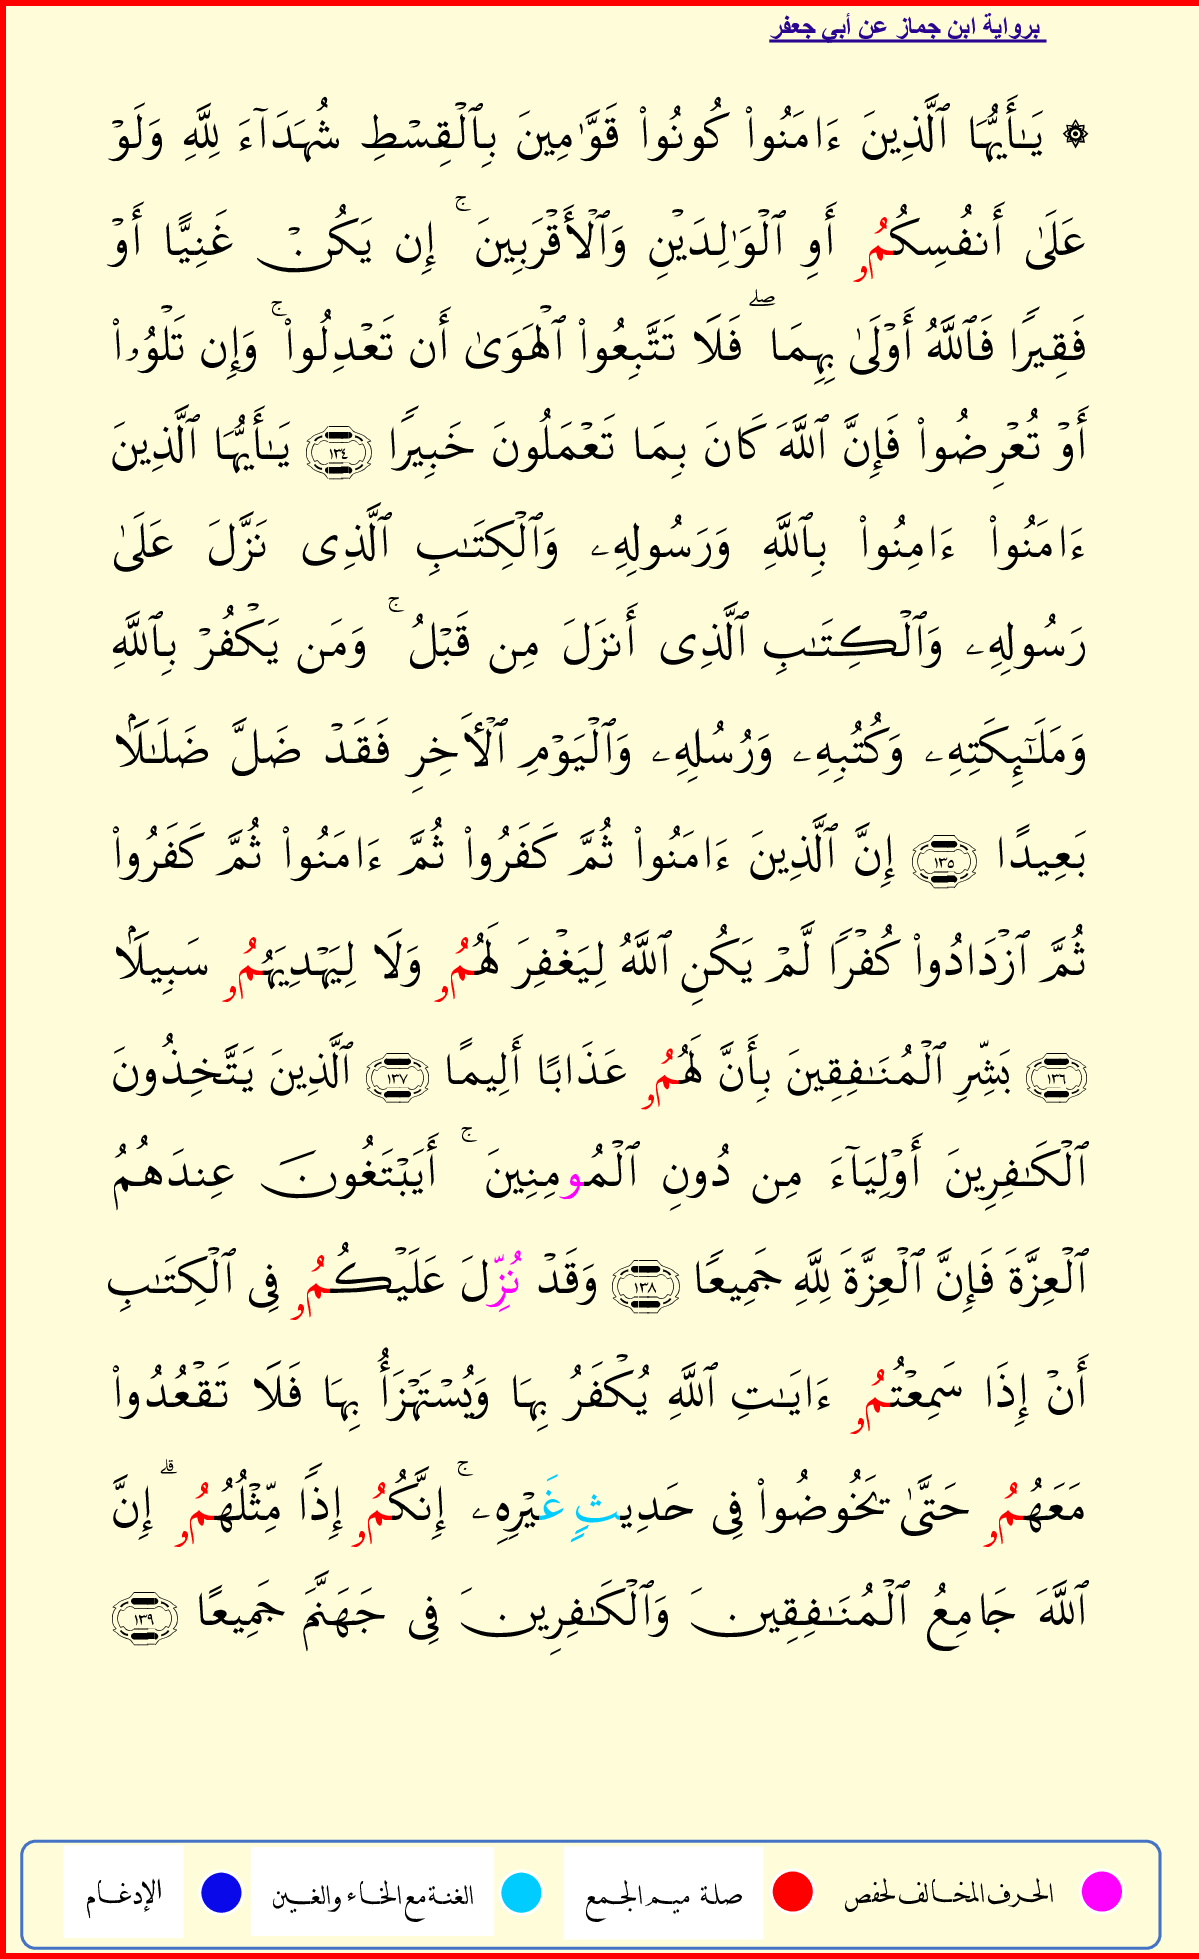 برواية ابن جماز عن أبي جعفر
۞ يَـٰٓأَيُّهَا ٱلَّذِينَ ءَامَنُوا۟ كُونُوا۟ قَوَّٰمِينَ بِٱلْقِسْطِ شُهَدَآءَ لِلَّهِ وَلَوْ
عَلَىٰ أَنفُسِكُمُۥ أَوِ ٱلْوَٰلِدَيْنِ وَٱلْأَقْرَبِينَ ۚ إِن يَكُنْ غَنِيًّا أَوْ
فَقِيرًا فَٱللَّهُ أَوْلَىٰ بِهِمَا ۖ فَلَا تَتَّبِعُوا۟ ٱلْهَوَىٰ أَن تَعْدِلُوا۟ ۚ وَإِن تَلْوُۥا۟
أَوْ تُعْرِضُوا۟ فَإِنَّ ٱللَّهَ كَانَ بِمَا تَعْمَلُونَ خَبِيرًا ١٣٤ يَـٰٓأَيُّهَا ٱلَّذِينَ
ءَامَنُوا۟ ءَامِنُوا۟ بِٱللَّهِ وَرَسُولِهِۦ وَٱلْكِتَـٰبِ ٱلَّذِى نَزَّلَ عَلَىٰ
رَسُولِهِۦ وَٱلْكِتَـٰبِ ٱلَّذِى أَنزَلَ مِن قَبْلُ ۚ وَمَن يَكْفُرْ بِٱللَّهِ
وَمَلَـٰٓئِكَتِهِۦ وَكُتُبِهِۦ وَرُسُلِهِۦ وَٱلْيَوْمِ ٱلْـَٔاخِرِ فَقَدْ ضَلَّ ضَلَـٰلًۢا
بَعِيدًا ١٣٥ إِنَّ ٱلَّذِينَ ءَامَنُوا۟ ثُمَّ كَفَرُوا۟ ثُمَّ ءَامَنُوا۟ ثُمَّ كَفَرُوا۟
ثُمَّ ٱزْدَادُوا۟ كُفْرًا لَّمْ يَكُنِ ٱللَّهُ لِيَغْفِرَ لَهُمُۥ وَلَا لِيَهْدِيَهُمُۥ سَبِيلًۢا
١٣٦ بَشِّرِ ٱلْمُنَـٰفِقِينَ بِأَنَّ لَهُمُۥ عَذَابًا أَلِيمًا ١٣٧ ٱلَّذِينَ يَتَّخِذُونَ
ٱلْكَـٰفِرِينَ أَوْلِيَآءَ مِن دُونِ ٱلْمُومِنِينَ ۚ أَيَبْتَغُونَ عِندَهُمُ
ٱلْعِزَّةَ فَإِنَّ ٱلْعِزَّةَ لِلَّهِ جَمِيعًا ١٣٨ وَقَدْ نُزِّلَ عَلَيْكُمُۥ فِى ٱلْكِتَـٰبِ
أَنْ إِذَا سَمِعْتُمُۥ ءَايَـٰتِ ٱللَّهِ يُكْفَرُ بِهَا وَيُسْتَهْزَأُ بِهَا فَلَا تَقْعُدُوا۟
مَعَهُمُۥ حَتَّىٰ يَخُوضُوا۟ فِى حَدِيثٍ غَيْرِهِۦ ۚ إِنَّكُمُۥ إِذًا مِّثْلُهُمُۥ ۗ إِنَّ
ٱللَّهَ جَامِعُ ٱلْمُنَـٰفِقِينَ وَٱلْكَـٰفِرِينَ فِى جَهَنَّمَ جَمِيعًا ١٣٩
الحرف المخالف لحفص صلة ميم الجمع الغنة مع الخاء والغين الإدغام